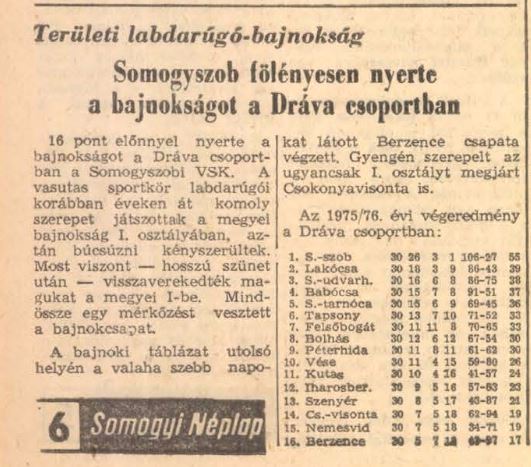 Területi labdarúgó-bajnokság
Somogyszob fölényesen nyerte
a bajnokságot a Dráva csoportban
16 pont előnnyel nyerte a
bajnokságot a Dráva csoport-
ban a Somogyszobi VSK. A
vasutas sportkör labdarúgói
korábban éveken át komoly
szerepet játszottak a megyei
bajnokság I. osztályában, az-
tán búcsúzni kényszerültek.
Most viszont — hosszú szünet
után — visszaverekedték ma-
gukat a megyei I-be. Mind-
össze egy mérkőzést vesztett
a bajnokcsapat.
A bajnoki táblázat utolsó
helyén a valaha szebb napo-
kat látott Berzence csapata
végzett. Gyengén szerepelt az
ugyancsak I. osztályt megjárt
Csokonyavisonta is.
Az 1975/76. évi végeredmény
a Dráva csoportban:
1. S.-szob 30 26 3 1 106-27 55
2. Lakócsa 30 18 3 9 86-43 39
3. S.-udvarh. 30 16 6 8 86-75 38
4. Babócsa 30 15 7 8 91-51 37
5. S.-tarnóca 30 15 6 9 69-45 36
6. Tapsony 30 13 7 10 71-52 33
7. Felsőbogát 30 11 11 8 70-65 33
8. Bolhás 30 12 6 12 67-54 30
9. Péterhida 30 11 8 11 61-62 30
10. Vése 30 11 4 15 59-80 26
11. Kutas 30 10 4 16 41-57 24
12. Iharosber. 30 9 5 16 57-63 23
13. Szenyér 30 8 5 17 43-87 21
14. Cs.-visonta 30 7 5 18 62-94 19
15. Nemesvid 30 7 5 18 34-71 19
16. Berzence 30 5 7 18 43-97 17
6 Somogyi Néplap